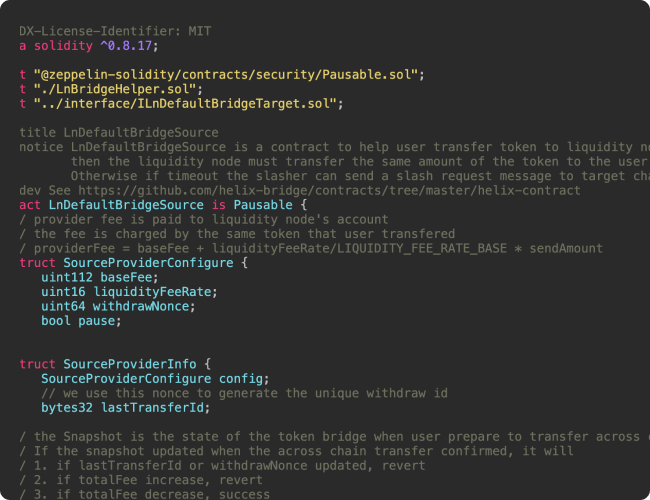 DX-License-Identifier: MIT
a solidity ^0.8.17;
t "@zeppelin-solidity/contracts/security/Pausable.sol";
t "./LnBridgeHelper.sol";
t "../interface/ILnDefaultBridgeTarget.sol";
title LnDefaultBridgeSource
notice LnDefaultBridgeSource is a contract to help user transfer token to liquidity no
then the liquidity node must transfer the same amount of the token to the user
Otherwise if timeout the slasher can send a slash request message to target cha
dev See https://github.com/helix-bridge/contracts/tree/master/helix-contract
act LnDefaultBridgeSource is Pausable {
/ provider fee is paid to liquidity node's account
/ the fee is charged by the same token that user transfered
/ providerFee = baseFee + liquidityFeeRate/LIQUIDITY_FEE_RATE_BASE * sendAmount
truct SourceProviderConfigure {
uint112 baseFee;
uint16 liquidityFeeRate;
uint64 withdrawNonce;
bool pause;
truct SourceProviderInfo {
SourceProviderConfigure config;
// we use this nonce to generate the unique withdraw id
bytes32 lastTransferId;
/ the Snapshot is the state of the token bridge when user prepare to transfer across
/ If the snapshot updated when the across chain transfer confirmed, it will
/ 1. if lastTransferId or withdrawNonce updated, revert
/ 2. if totalFee increase, revert
/ 3. if totalFee decrease, success